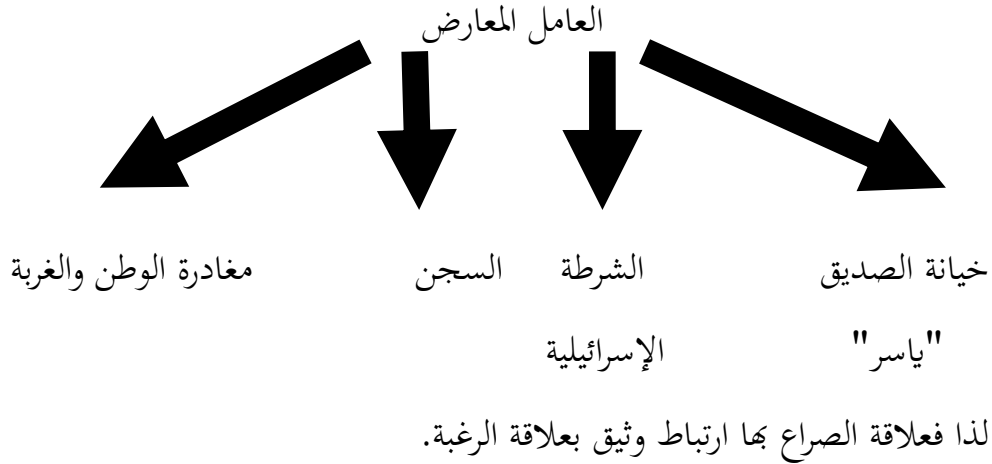 العامل المعارض
خيانة الصديق الشرطة السجن مغادرة الوطن والغربة
"ياسر" الإسرائيلية
لذا فعلاقة الصراع بها ارتباط وثيق بعلاقة الرغبة.